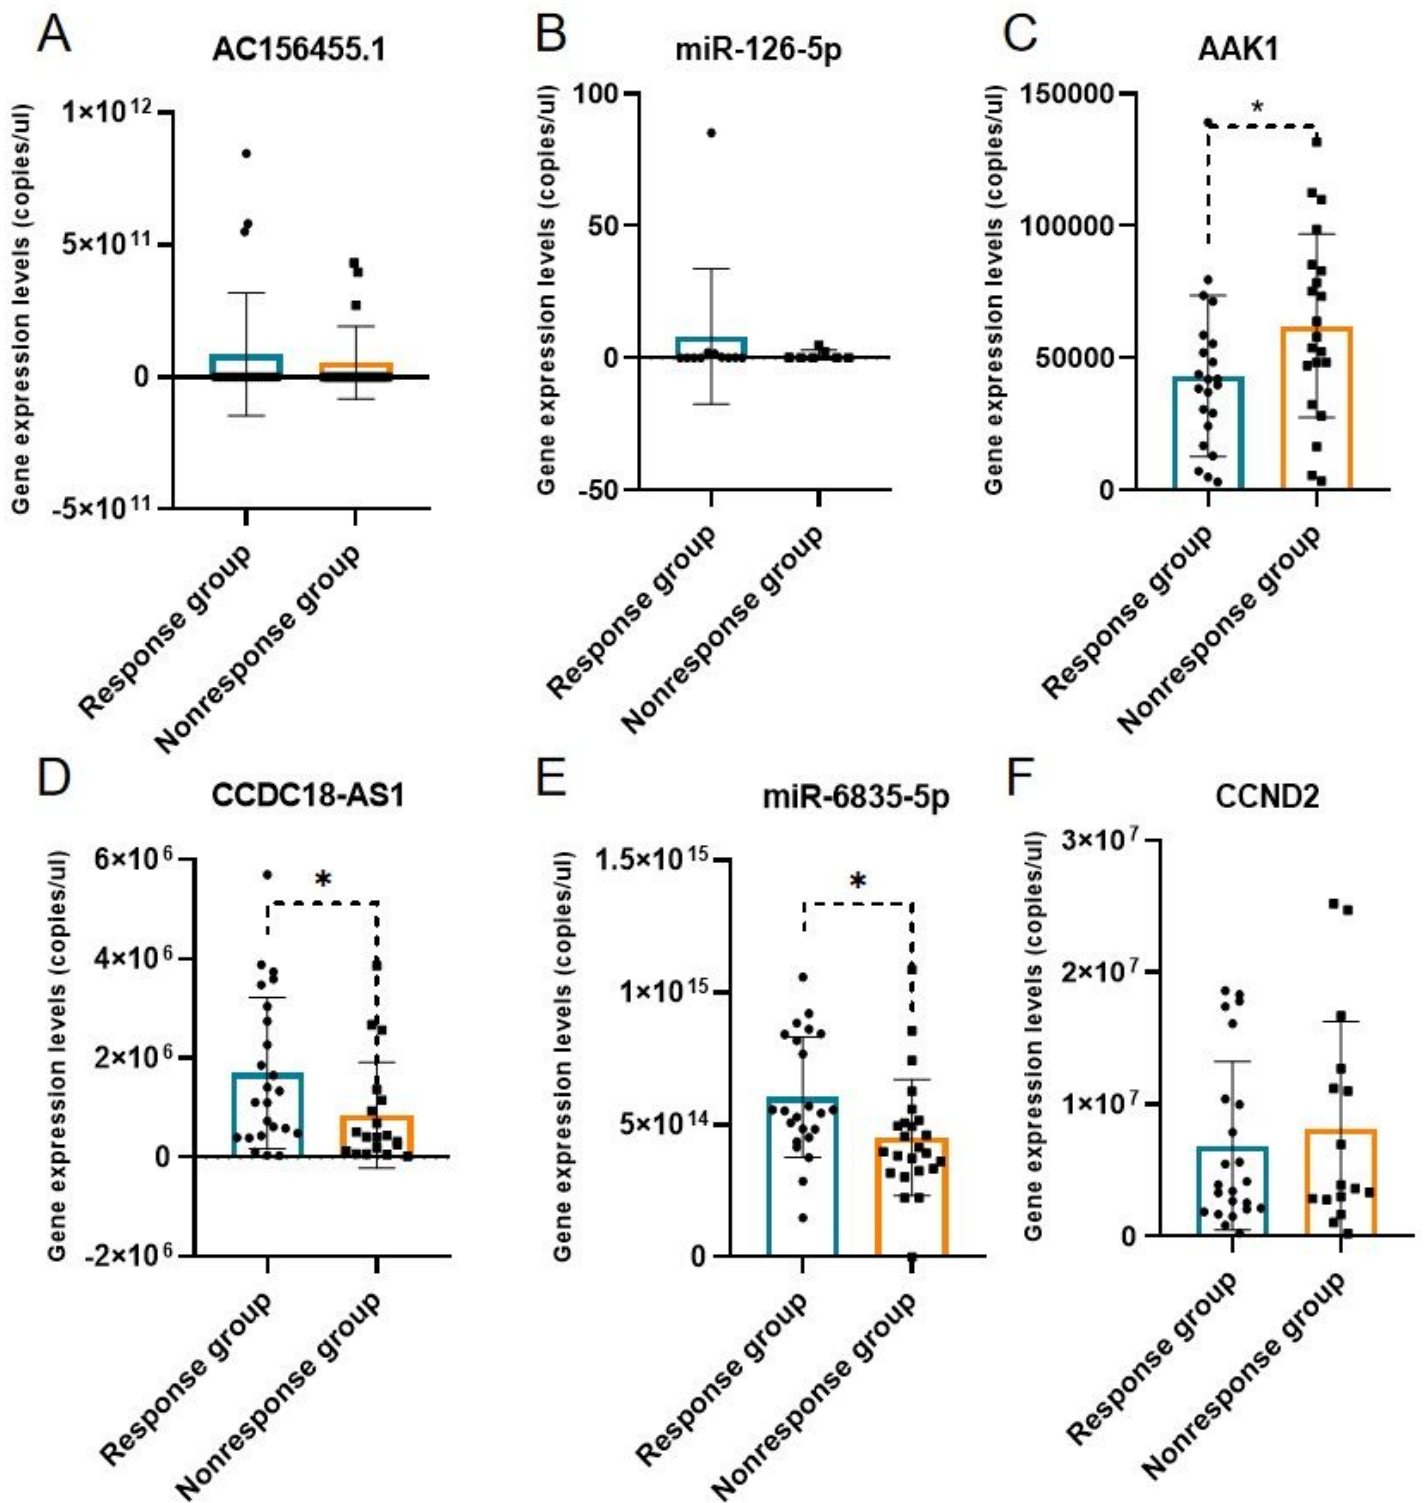 A
AC156455.1
Gene expression levels (copies/ul)
1×10¹²
5×10¹¹
0
-5×10¹¹
Response group
Nonresponse group
B
miR-126-5p
Gene expression levels (copies/ul)
100
50
0
-50
Response group
Nonresponse group
C
AAK1
Gene expression levels (copies/ul)
150000
100000
50000
0
*
Response group
Nonresponse group
D
CCDC18-AS1
Gene expression levels (copies/ul)
6×10⁶
4×10⁶
2×10⁶
0
-2×10⁶
*
Response group
Nonresponse group
E
miR-6835-5p
Gene expression levels (copies/ul)
1.5×10¹⁵
1×10¹⁵
5×10¹⁴
0
*
Response group
Nonresponse group
F
CCND2
Gene expression levels (copies/ul)
3×10⁷
2×10⁷
1×10⁷
0
Response group
Nonresponse group